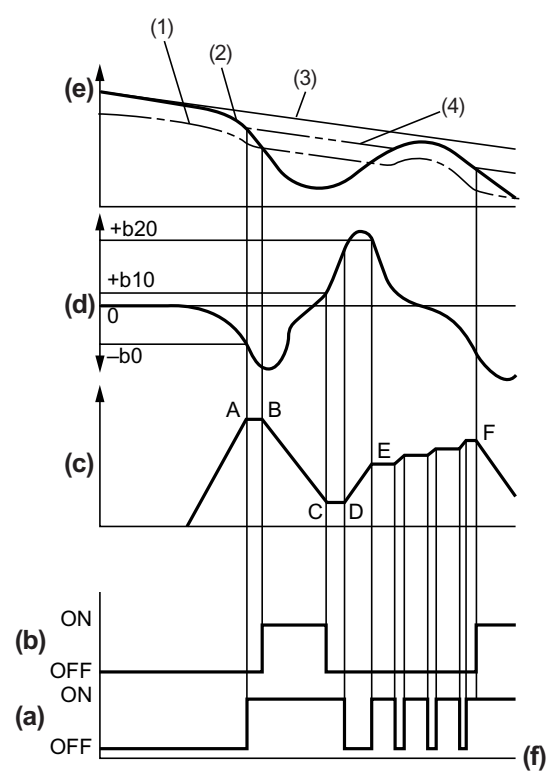 (1)
(2)
(3)
(4)
(e)
+b20
+b10
(d)
0
–b0
A B
E
F
(c)
C D
ON
(b)
OFF
ON
(a)
OFF
(f)